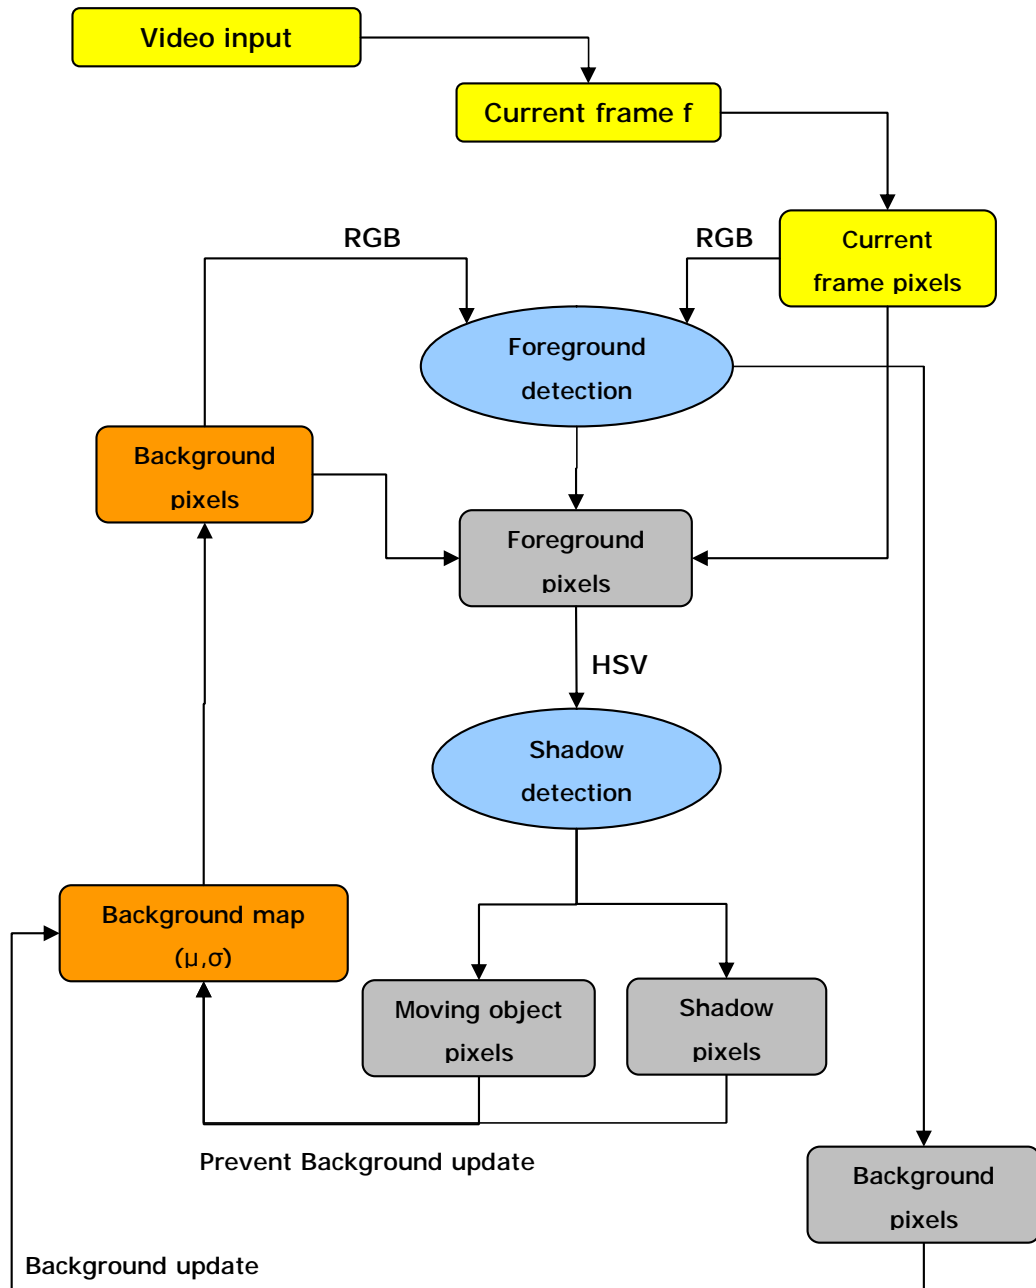 Video input
Current frame f
RGB
RGB
Current
frame pixels
Foreground
detection
Background
pixels
Foreground
pixels
HSV
Shadow
detection
Background map
(μ,σ)
Moving object
pixels
Shadow
pixels
Prevent Background update
Background
pixels
Background update